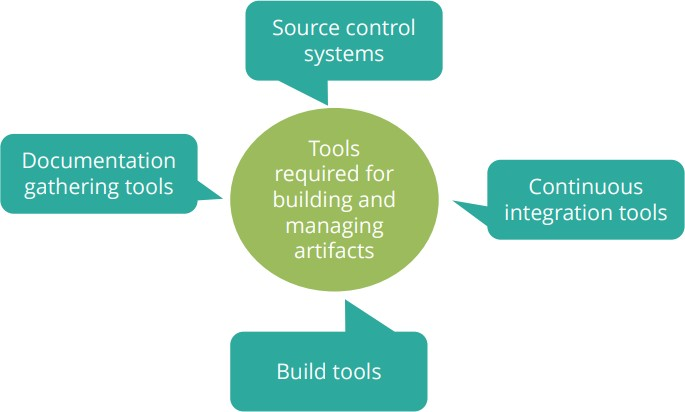 Source control
systems
Documentation
gathering tools
Tools
required for
building and
managing
artifacts
Continuous
integration tools
Build tools